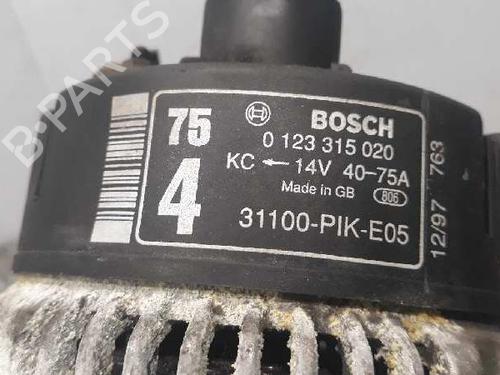 B-PARTS
75
4
BOSCH
0 123 315 020
KC ← 14V 40-75A
Made in GB 806
31100-PIK-E05
12/97 763